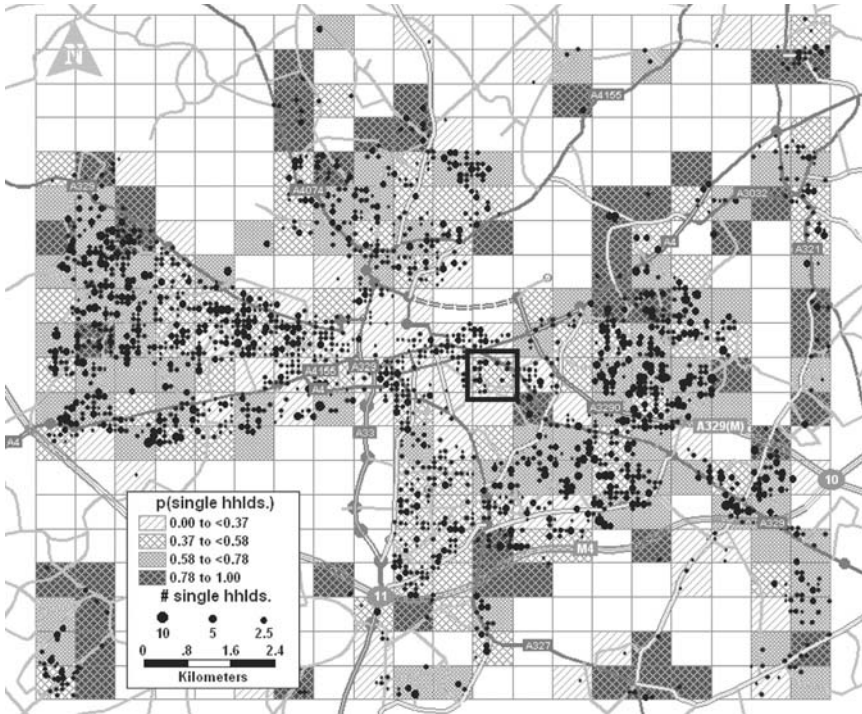 N
A4155
A329
A4074
A3032
A4
A321
A4155
A329
A4
A3290
A329(M)
A4
A33
10
p(single hhlds.)
0.00 to <0.37
0.37 to <0.58
0.58 to <0.78
0.78 to 1.00
# single hhlds.
10 5 2.5
0 .8 1.6 2.4
Kilometers
A329
M4
11
A327